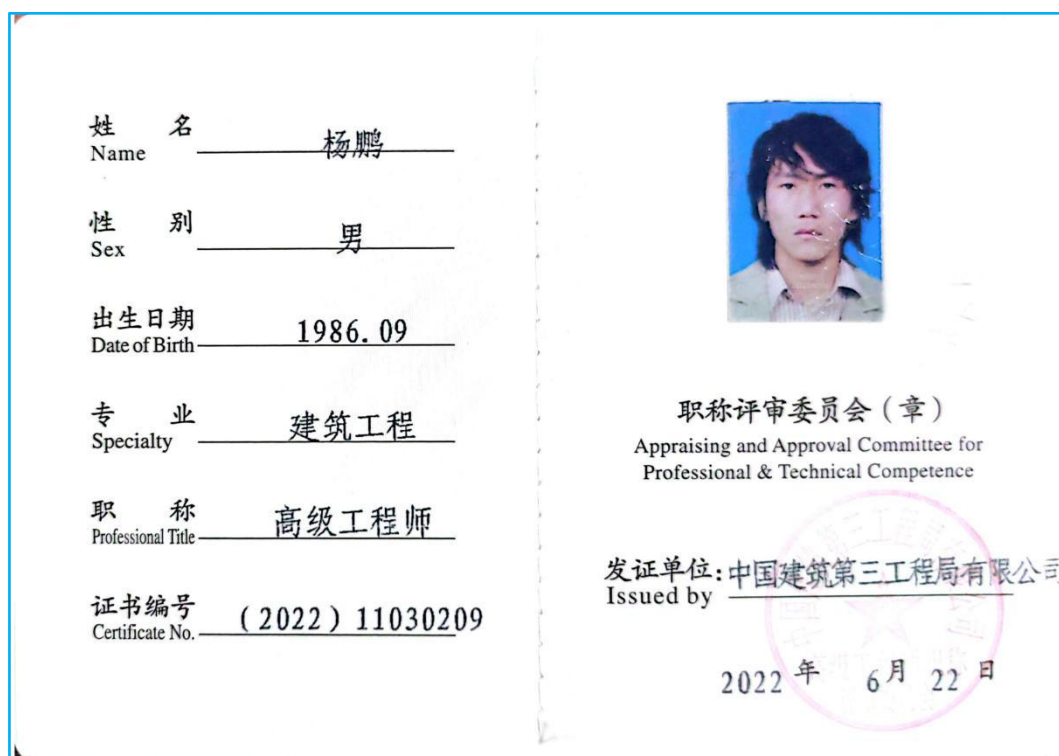 姓 名 杨鹏
Name
性 别 男
Sex
出生日期 1986.09
Date of Birth
专 业 建筑工程
Specialty
职 称 高级工程师
Professional Title
证书编号 (2022) 11030209
Certificate No.
职称评审委员会（章）
Appraising and Approval Committee for
Professional & Technical Competence
发证单位:中国建筑第三工程局有限公司
Issued by
2022 年 6 月 22 日